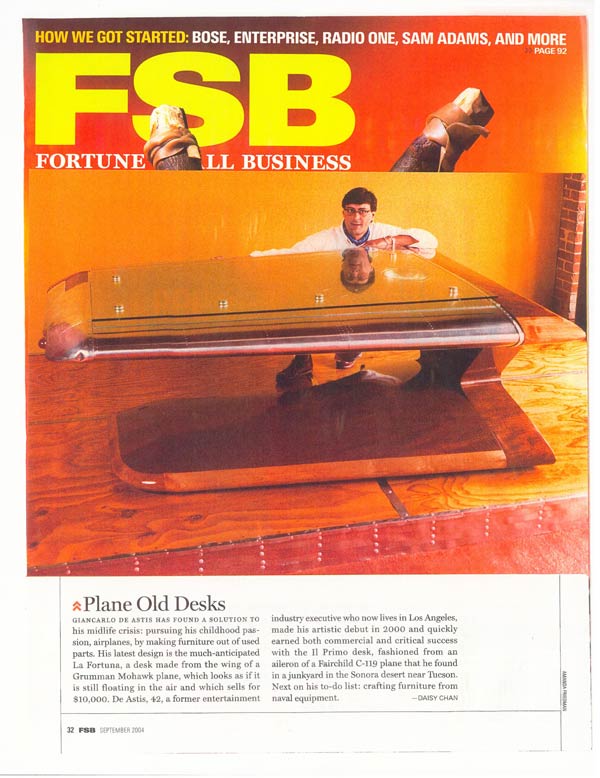 HOW WE GOT STARTED: BOSE, ENTERPRISE, RADIO ONE, SAM ADAMS, AND MORE
PAGE 92
FSB
FORTUNE ALL BUSINESS
Plane Old Desks
GIANCARLO DE ASTIS HAS FOUND A SOLUTION TO
his midlife crisis: pursuing his childhood pas-
sion, airplanes, by making furniture out of used
parts. His latest design is the much-anticipated
La Fortuna, a desk made from the wing of a
Grumman Mohawk plane, which looks as if it
is still floating in the air and which sells for
$10,000. De Astis, 42, a former entertainment
industry executive who now lives in Los Angeles,
made his artistic debut in 2000 and quickly
earned both commercial and critical success
with the Il Primo desk, fashioned from an
aileron of a Fairchild C-119 plane that he found
in a junkyard in the Sonora desert near Tucson.
Next on his to-do list: crafting furniture from
naval equipment. —DAISY CHAN
AMANDA FRIEDMAN
32 FSB SEPTEMBER 2004